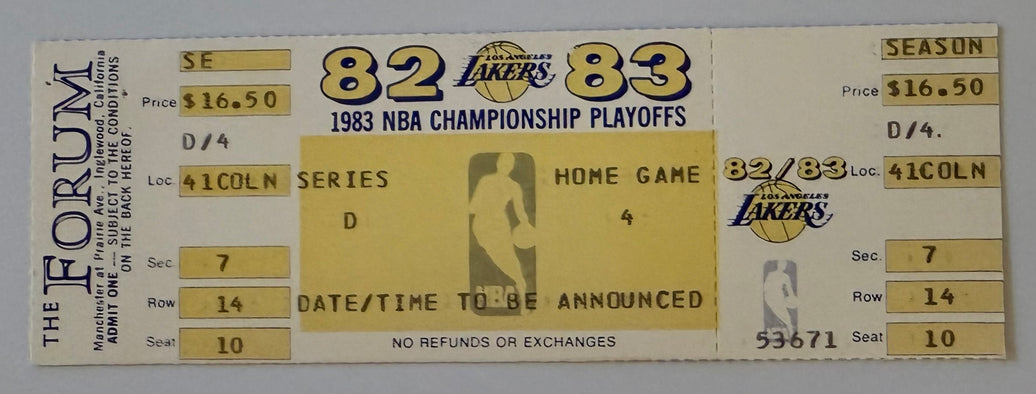 THE FORUM
Manchester at Prairie Ave., Inglewood, California
ADMIT ONE — SUBJECT TO THE CONDITIONS
ON THE BACK HEREOF.
SE
Price $16.50
D/4
Loc. 41COLN
Sec. 7
Row 14
Seat 10
82 LOS ANGELES LAKERS 83
1983 NBA CHAMPIONSHIP PLAYOFFS
SERIES HOME GAME
D 4
NBA
DATE/TIME TO BE ANNOUNCED
NO REFUNDS OR EXCHANGES
82/83
LOS ANGELES
LAKERS
53671
SEASON
Price $16.50
D/4.
Loc. 41COLN
Sec. 7
Row 14
Seat 10